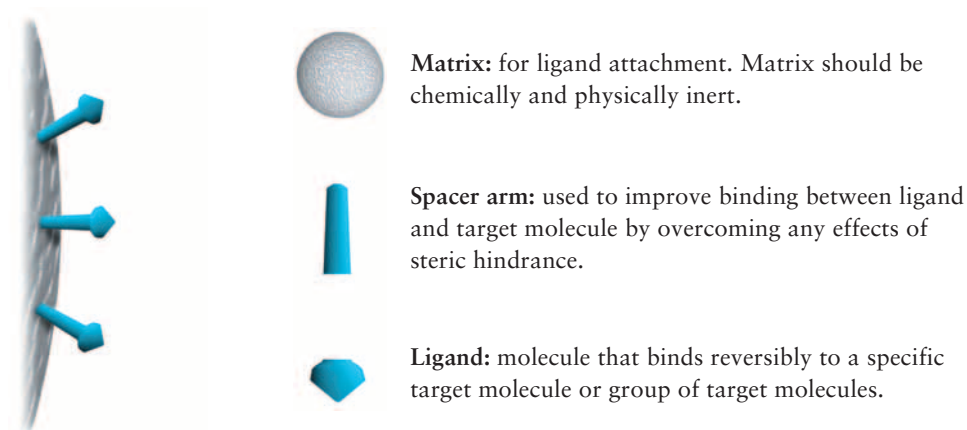 Matrix: for ligand attachment. Matrix should be
chemically and physically inert.
Spacer arm: used to improve binding between ligand
and target molecule by overcoming any effects of
steric hindrance.
Ligand: molecule that binds reversibly to a specific
target molecule or group of target molecules.